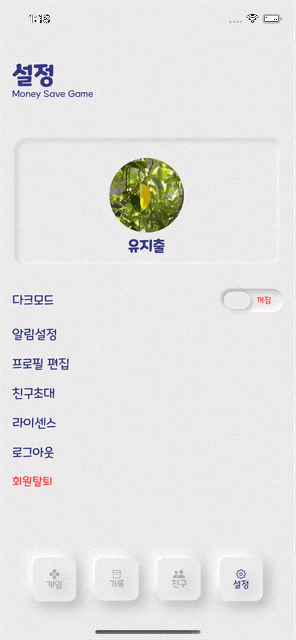 1:18
설정
Money Save Game
유지출
다크모드
꺼짐
알림설정
프로필 편집
친구초대
라이센스
로그아웃
회원탈퇴
게임 기록 친구 설정